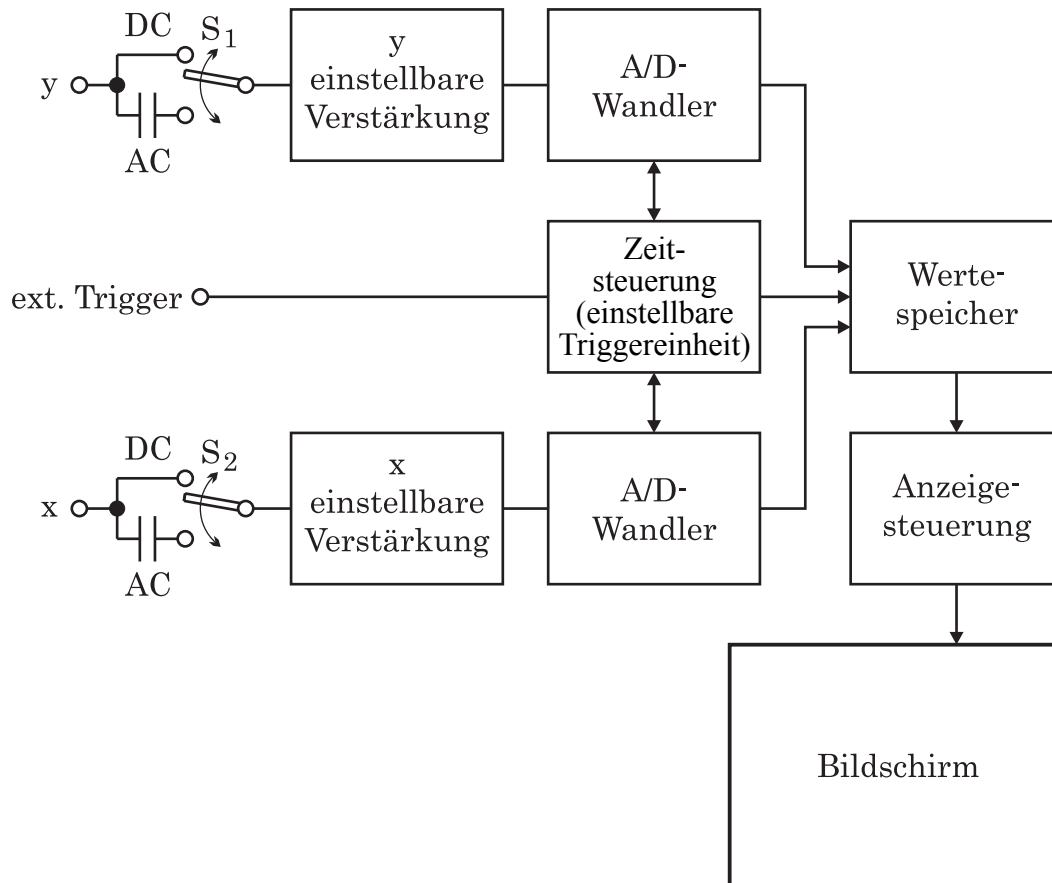 DC
S1
y
AC
y
einstellbare
Verstärkung
A/D-
Wandler
ext. Trigger
Zeit-
steuerung
(einstellbare
Triggereinheit)
Werte-
speicher
DC
S2
x
AC
x
einstellbare
Verstärkung
A/D-
Wandler
Anzeige-
steuerung
Bildschirm